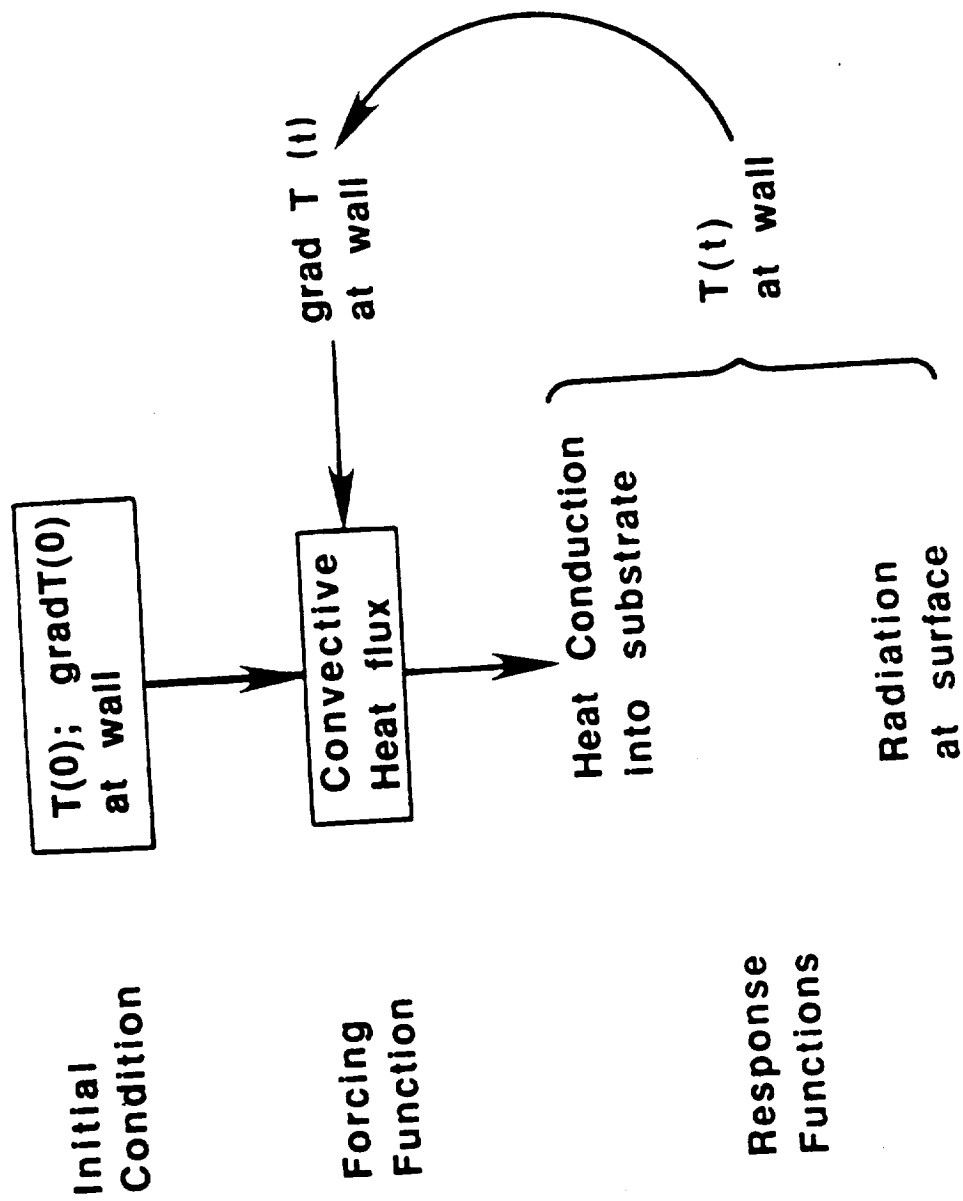 Initial
Condition
T(0); gradT(0)
at wall
Forcing
Function
Convective
Heat flux
grad T (t)
at wall
Response
Functions
Heat Conduction
into substrate
Radiation
at surface
T(t)
at wall